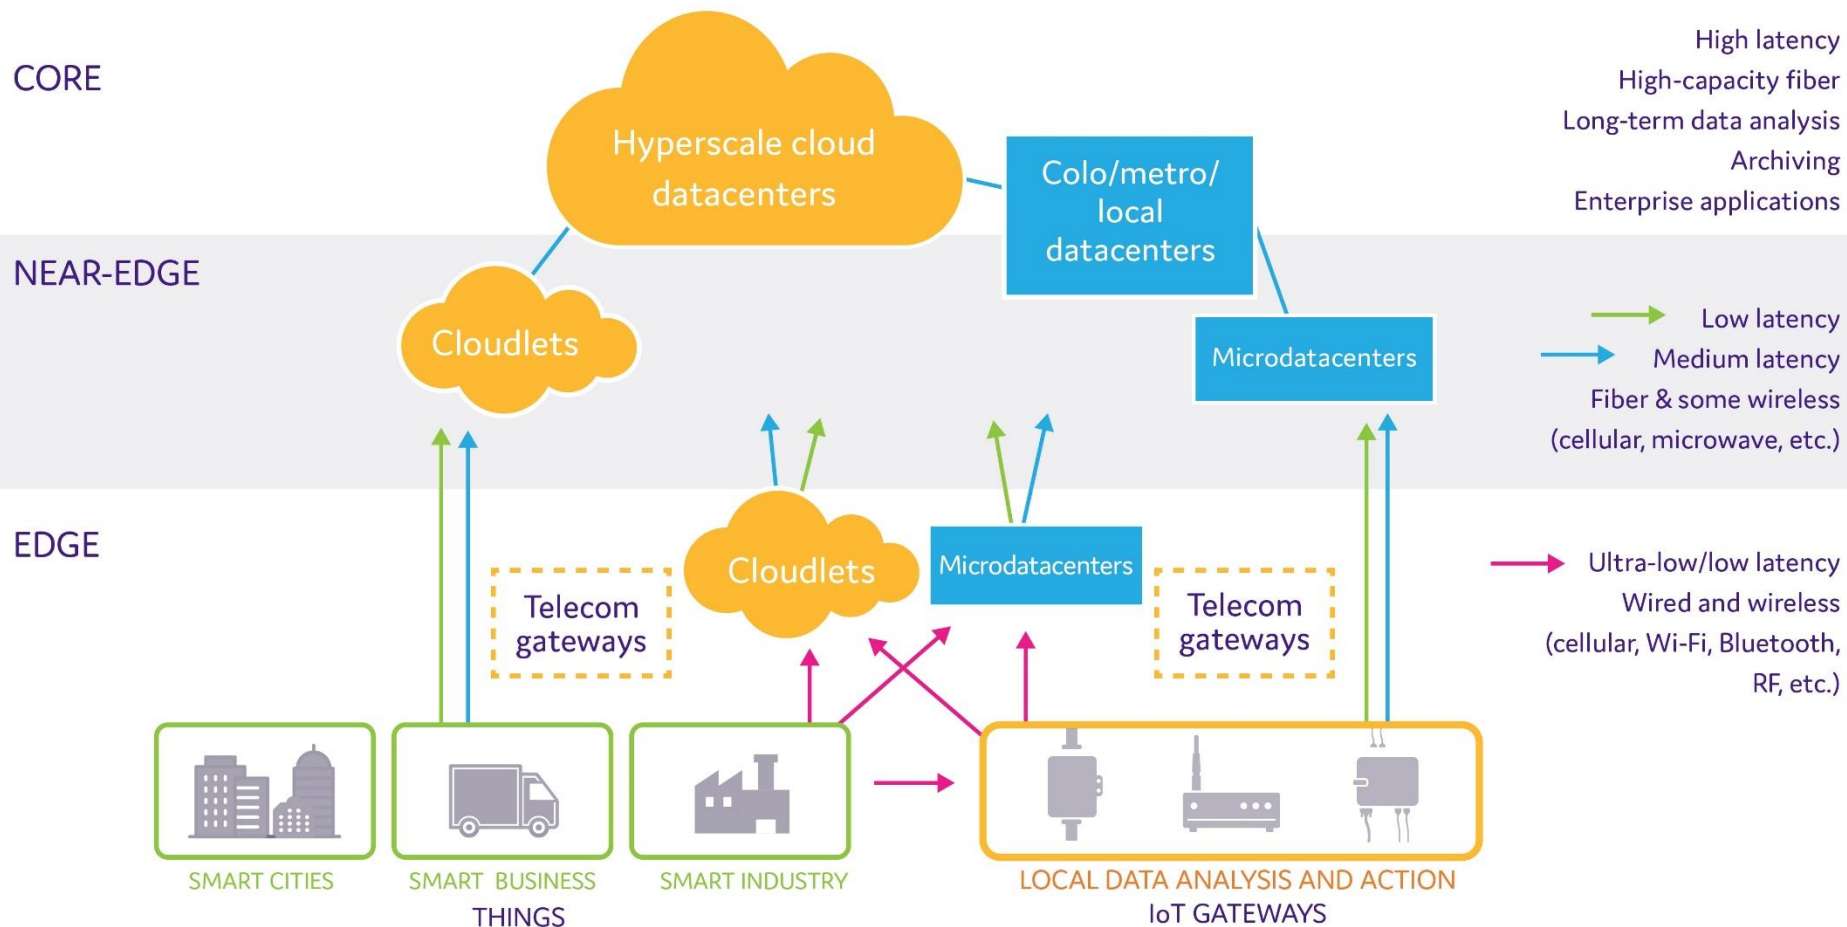 CORE
Hyperscale cloud
datacenters
Colo/metro/
local
datacenters
High latency
High-capacity fiber
Long-term data analysis
Archiving
Enterprise applications
NEAR-EDGE
Cloudlets
Microdatacenters
Low latency
Medium latency
Fiber & some wireless
(cellular, microwave, etc.)
EDGE
Telecom
gateways
Cloudlets
Microdatacenters
Telecom
gateways
Ultra-low/low latency
Wired and wireless
(cellular, Wi-Fi, Bluetooth,
RF, etc.)
SMART CITIES
SMART BUSINESS
SMART INDUSTRY
THINGS
LOCAL DATA ANALYSIS AND ACTION
IoT GATEWAYS